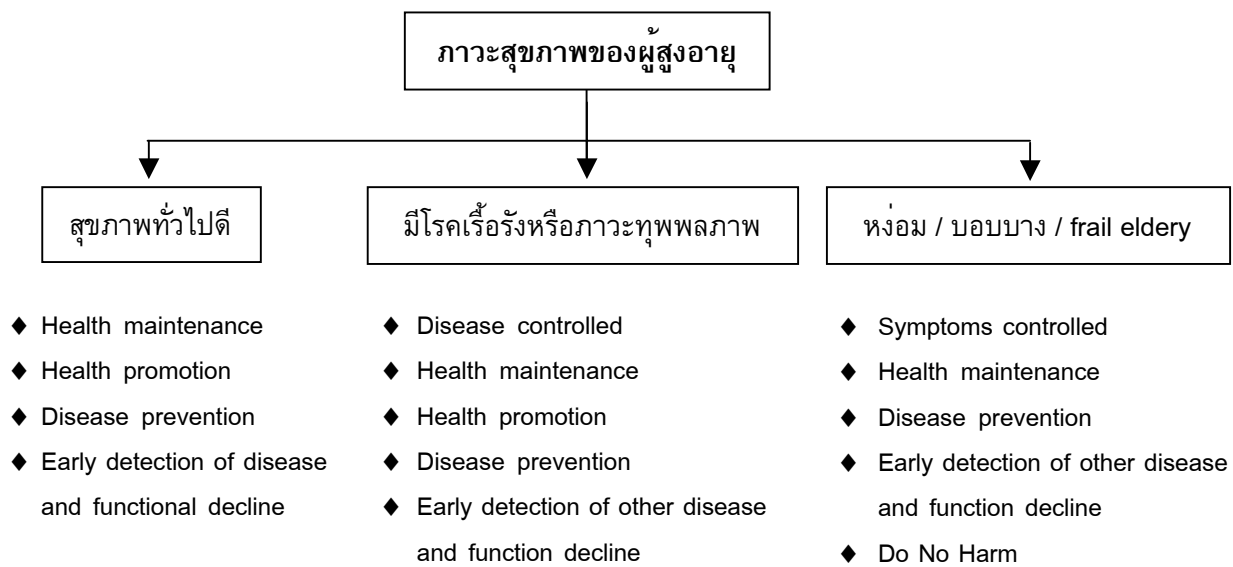 ภาวะสุขภาพของผู้สูงอายุ
สุขภาพทั่วไปดี
♦ Health maintenance
♦ Health promotion
♦ Disease prevention
♦ Early detection of disease
and functional decline
มีโรคเรื้อรังหรือภาวะทุพพลภาพ
♦ Disease controlled
♦ Health maintenance
♦ Health promotion
♦ Disease prevention
♦ Early detection of other disease
and function decline
หง่อม / บอบบาง / frail eldery
♦ Symptoms controlled
♦ Health maintenance
♦ Disease prevention
♦ Early detection of other disease
and function decline
♦ Do No Harm